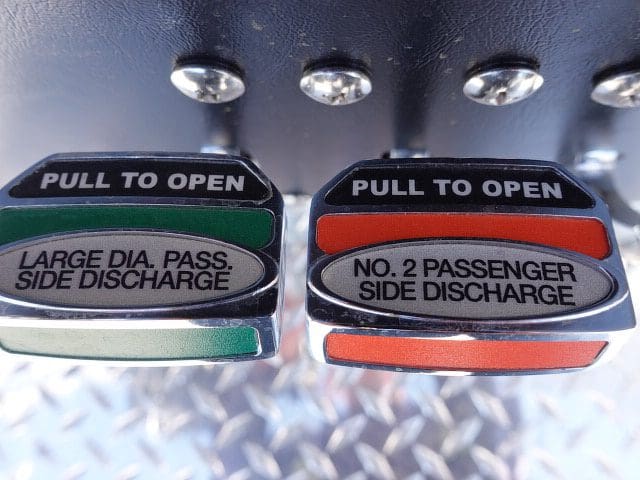 PULL TO OPEN
LARGE DIA. PASS.
SIDE DISCHARGE
PULL TO OPEN
NO. 2 PASSENGER
SIDE DISCHARGE